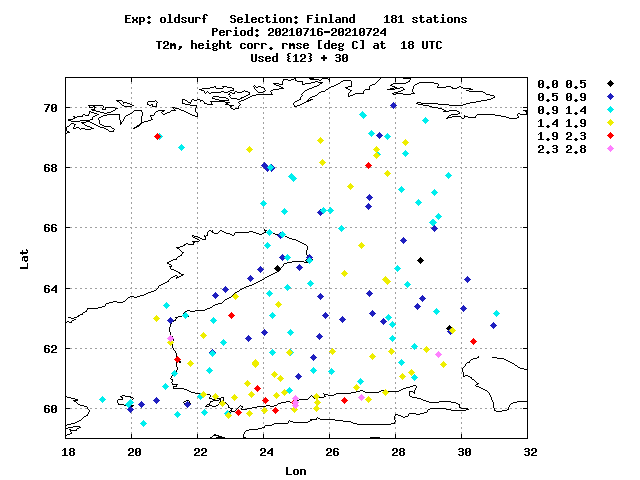 Exp: oldsurf   Selection: Finland    181 stations
Period: 20210716-20210724
T2m, height corr. rmse [deg C] at  18 UTC
Used {12} + 30
0.0 0.5
0.5 0.9
0.9 1.4
1.4 1.9
1.9 2.3
2.3 2.8
70
68
66
64
62
60
Lat
18 20 22 24 26 28 30 32
Lon